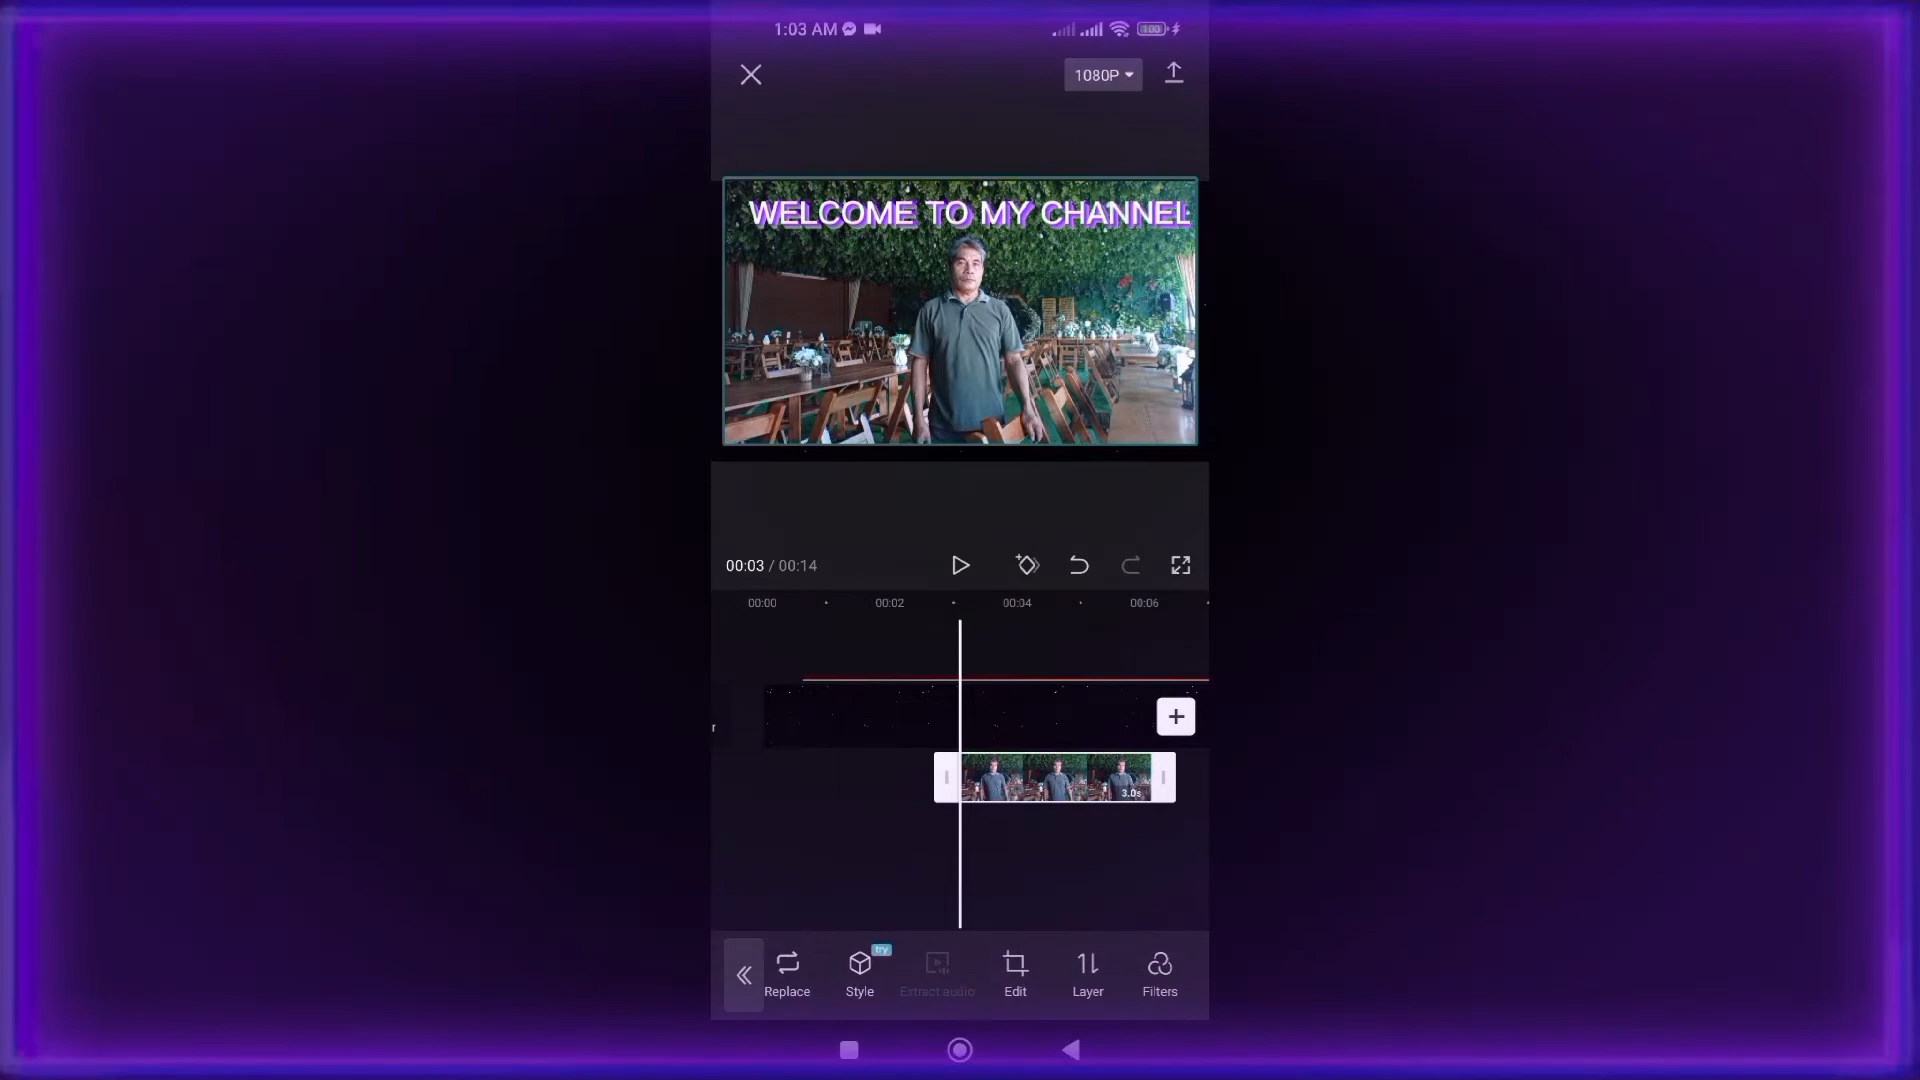 1:03 AM
100
1080P
WELCOME TO MY CHANNEL
00:03 / 00:14
00:00
00:02
00:04
00:06
r
3.0s
try
Replace
Style
Extract audio
Edit
Layer
Filters